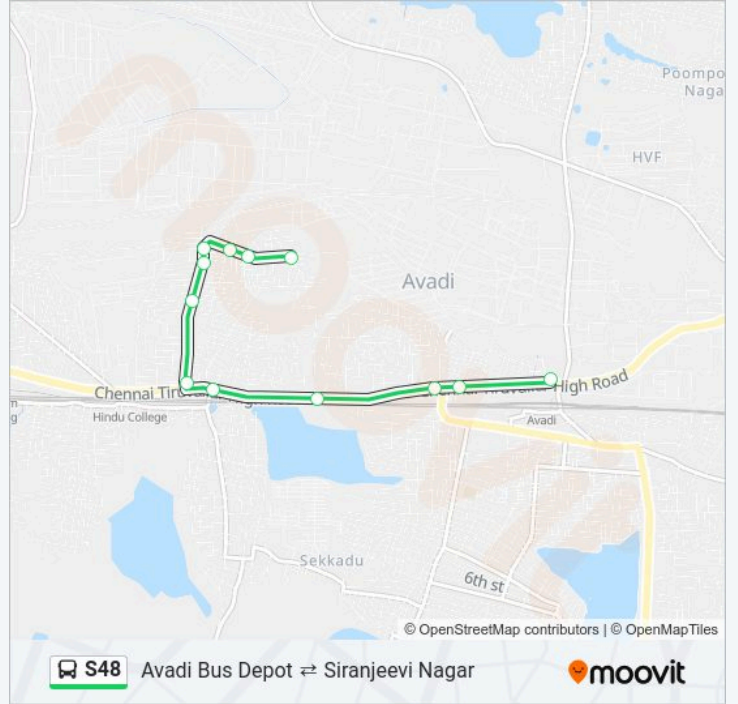 Poompo
Naga
HVF
Avadi
Chennai Tiru
High Road
Hindu College
Avadi
Sekkadu
6th st
© OpenStreetMap contributors | © OpenMapTiles
S48 Avadi Bus Depot ⇄ Siranjeevi Nagar
moovit